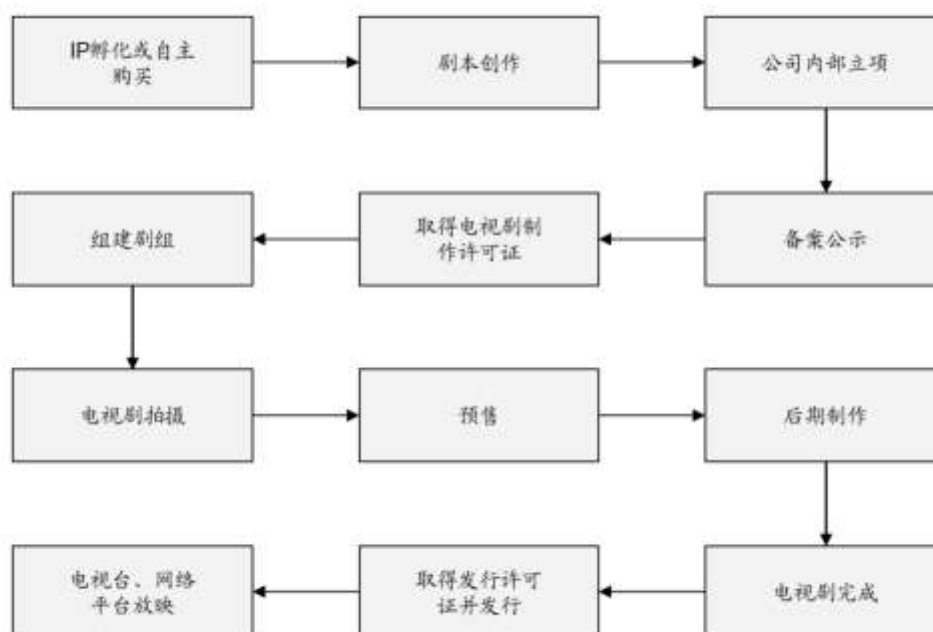 IP孵化或自主
购买
剧本创作
公司内部立项
备案公示
取得电视剧制
作许可证
组建剧组
电视剧拍摄
预售
后期制作
电视剧完成
取得发行许可
证并发行
电视台、网络
平台放映